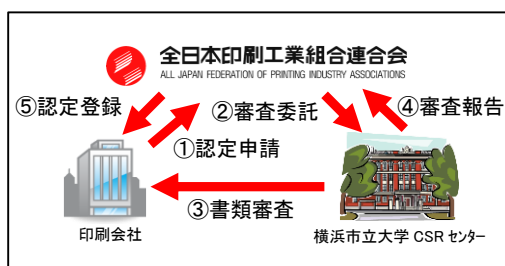 全日本印刷工業組合連合会
ALL JAPAN FEDERATION OF PRINTING INDUSTRY ASSOCIATIONS
⑤認定登録
②審査委託
④審査報告
①認定申請
③書類審査
印刷会社
横浜市立大学 CSR センター